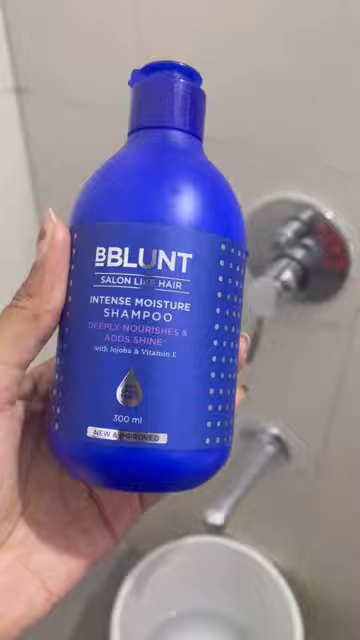 BBLUNT
SALON LIKE HAIR
INTENSE MOISTURE
SHAMPOO
DEEPLY NOURISHES &
ADDS SHINE*
with Jojoba & Vitamin E
300 ml
NEW & IMPROVED